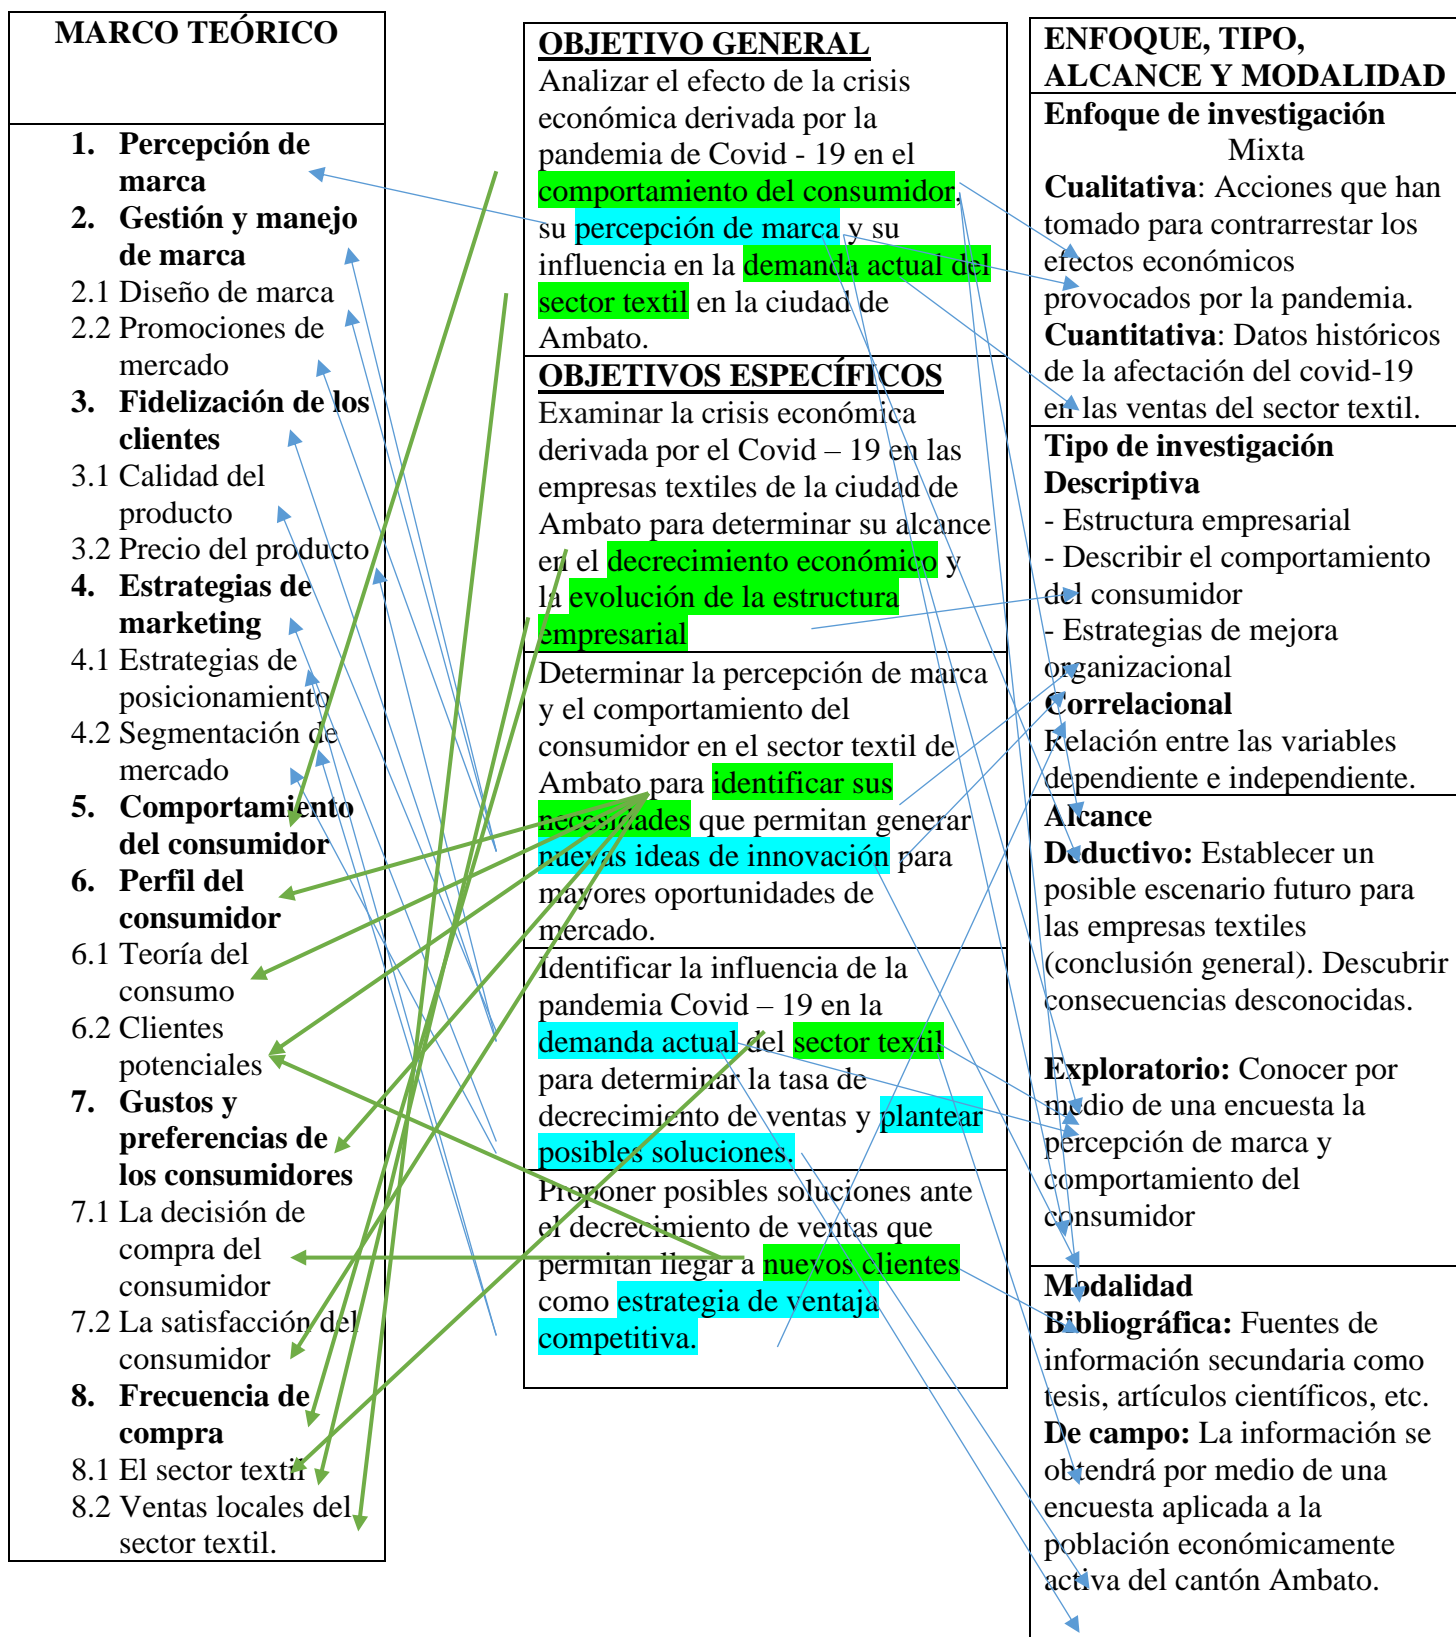 MARCO TEÓRICO
1. Percepción de
marca
2. Gestión y manejo
de marca
2.1 Diseño de marca
2.2 Promociones de
mercado
3. Fidelización de los
clientes
3.1 Calidad del
producto
3.2 Precio del producto
4. Estrategias de
marketing
4.1 Estrategias de
posicionamiento
4.2 Segmentación de
mercado
5. Comportamiento
del consumidor
6. Perfil del
consumidor
6.1 Teoría del
consumo
6.2 Clientes
potenciales
7. Gustos y
preferencias de
los consumidores
7.1 La decisión de
compra del
consumidor
7.2 La satisfacción del
consumidor
8. Frecuencia de
compra
8.1 El sector textil
8.2 Ventas locales del
sector textil.
OBJETIVO GENERAL
Analizar el efecto de la crisis
económica derivada por la
pandemia de Covid - 19 en el
comportamiento del consumidor,
su percepción de marca y su
influencia en la demanda actual del
sector textil en la ciudad de
Ambato.
OBJETIVOS ESPECÍFICOS
Examinar la crisis económica
derivada por el Covid – 19 en las
empresas textiles de la ciudad de
Ambato para determinar su alcance
en el decrecimiento económico y
la evolución de la estructura
empresarial
Determinar la percepción de marca
y el comportamiento del
consumidor en el sector textil de
Ambato para identificar sus
necesidades que permitan generar
nuevas ideas de innovación para
mayores oportunidades de
mercado.
Identificar la influencia de la
pandemia Covid – 19 en la
demanda actual del sector textil
para determinar la tasa de
decrecimiento de ventas y plantear
posibles soluciones.
Proponer posibles soluciones ante
el decrecimiento de ventas que
permitan llegar a nuevos clientes
como estrategia de ventaja
competitiva.
ENFOQUE, TIPO,
ALCANCE Y MODALIDAD
Enfoque de investigación
Mixta
Cualitativa: Acciones que han
tomado para contrarrestar los
efectos económicos
provocados por la pandemia.
Cuantitativa: Datos históricos
de la afectación del covid-19
en las ventas del sector textil.
Tipo de investigación
Descriptiva
- Estructura empresarial
- Describir el comportamiento
del consumidor
- Estrategias de mejora
organizacional
Correlacional
Relación entre las variables
dependiente e independiente.
Alcance
Deductivo: Establecer un
posible escenario futuro para
las empresas textiles
(conclusión general). Descubrir
consecuencias desconocidas.
Exploratorio: Conocer por
medio de una encuesta la
percepción de marca y
comportamiento del
consumidor
Modalidad
Bibliográfica: Fuentes de
información secundaria como
tesis, artículos científicos, etc.
De campo: La información se
obtendrá por medio de una
encuesta aplicada a la
población económicamente
activa del cantón Ambato.